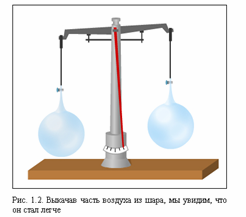 Рис. 1.2. Выкачав часть воздуха из шара, мы увидим, что
он стал легче